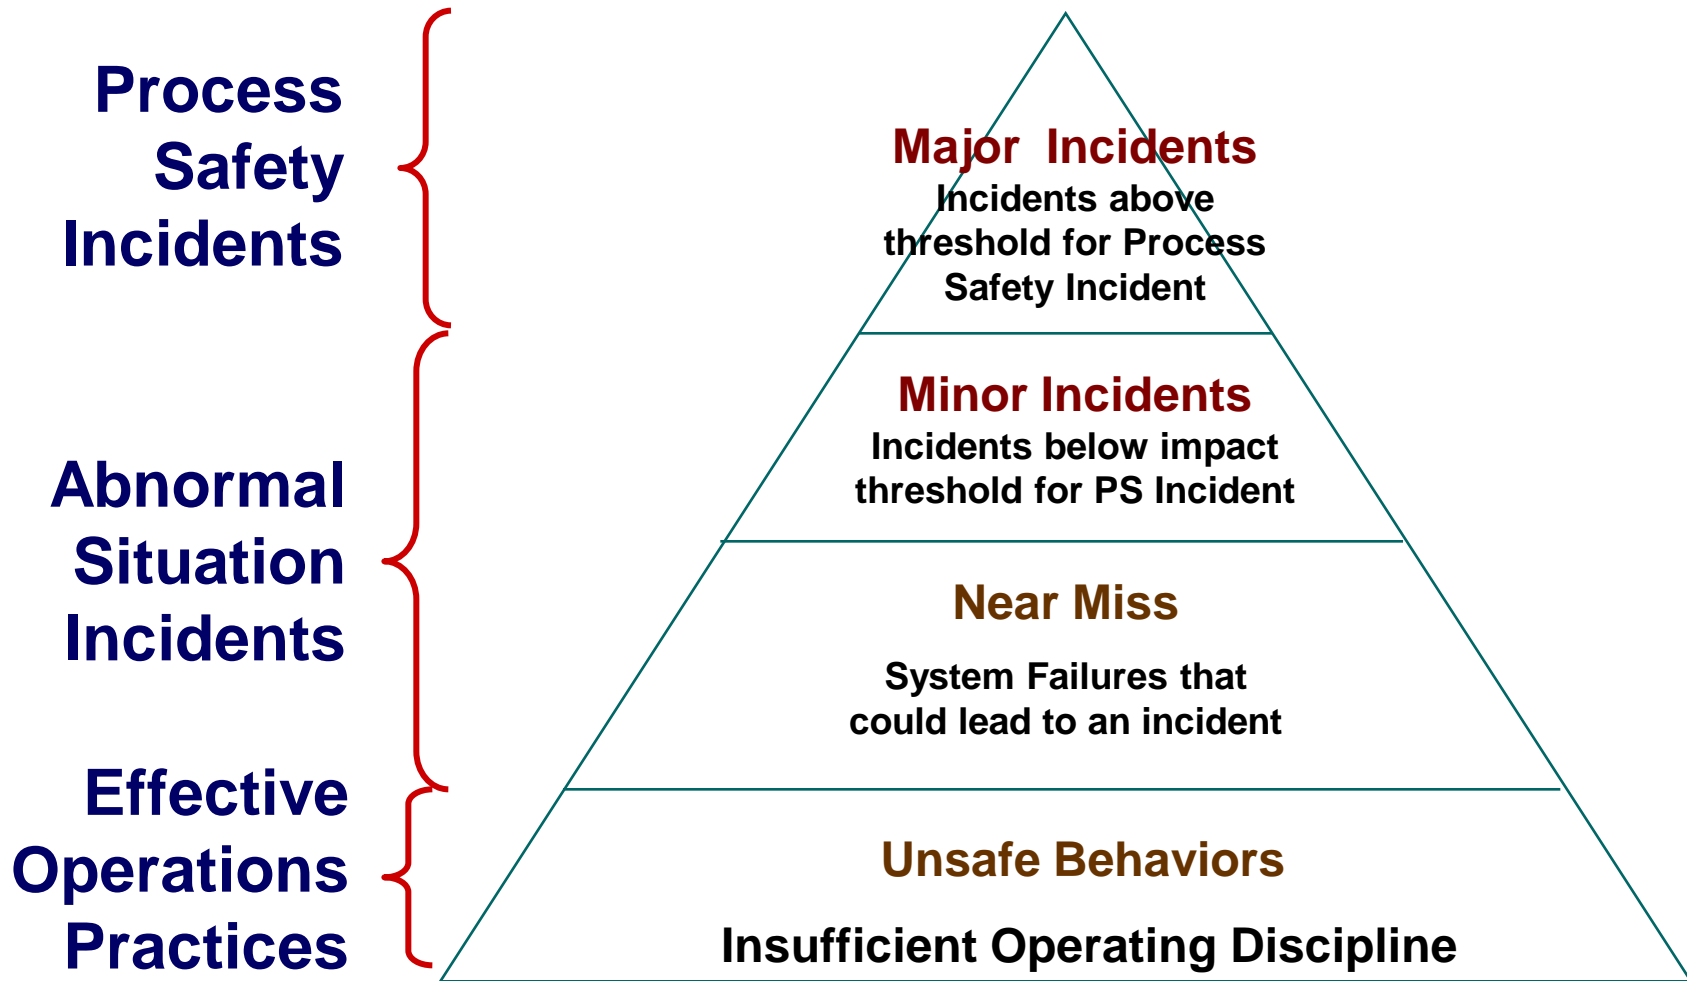 Process
Safety
Incidents
Major Incidents
Incidents above
threshold for Process
Safety Incident
Abnormal
Situation
Incidents
Minor Incidents
Incidents below impact
threshold for PS Incident
Near Miss
System Failures that
could lead to an incident
Effective
Operations
Practices
Unsafe Behaviors
Insufficient Operating Discipline